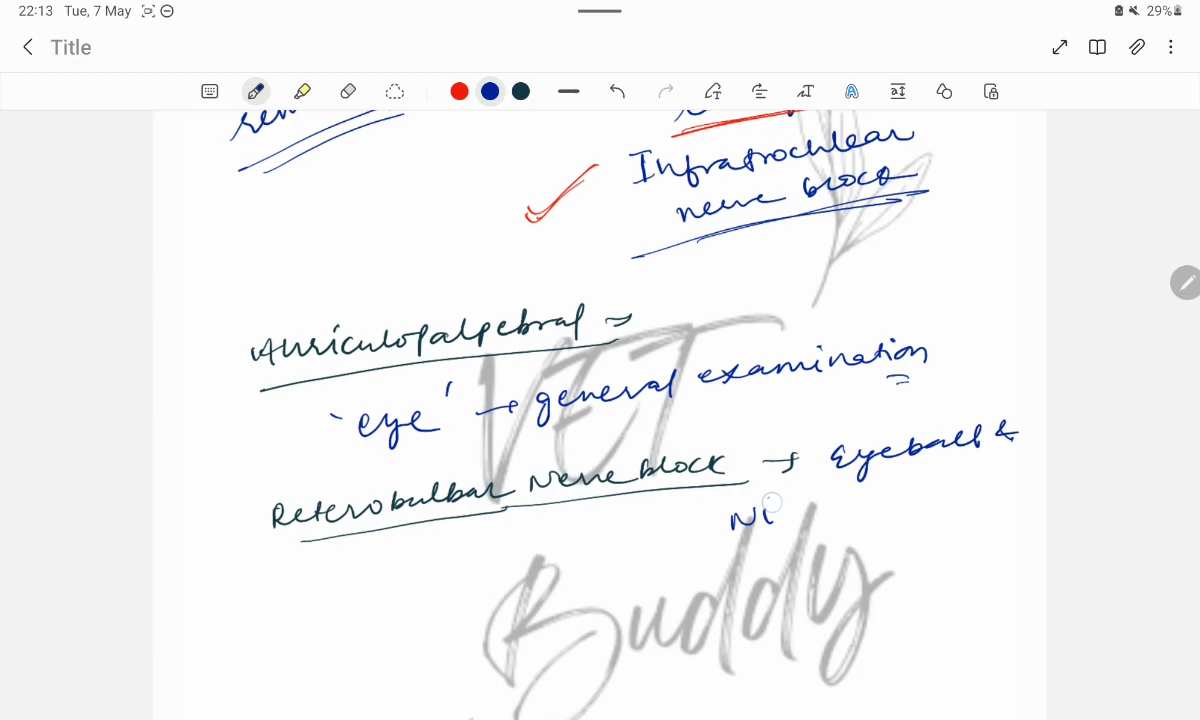 22:13 Tue, 7 May 29%
Title
Infratrochlear
nerve block
Auriculopalpebral
'eye' → general examination
Reterobulbar Nerve block → Eyeball &
NI
VET
Buddy